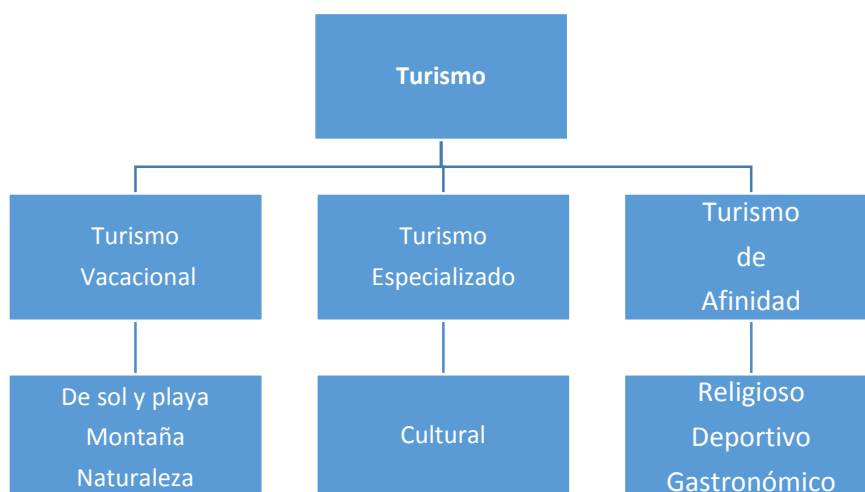 Turismo
Turismo
Vacacional
Turismo
Especializado
Turismo
de
Afinidad
De sol y playa
Montaña
Naturaleza
Cultural
Religioso
Deportivo
Gastronómico